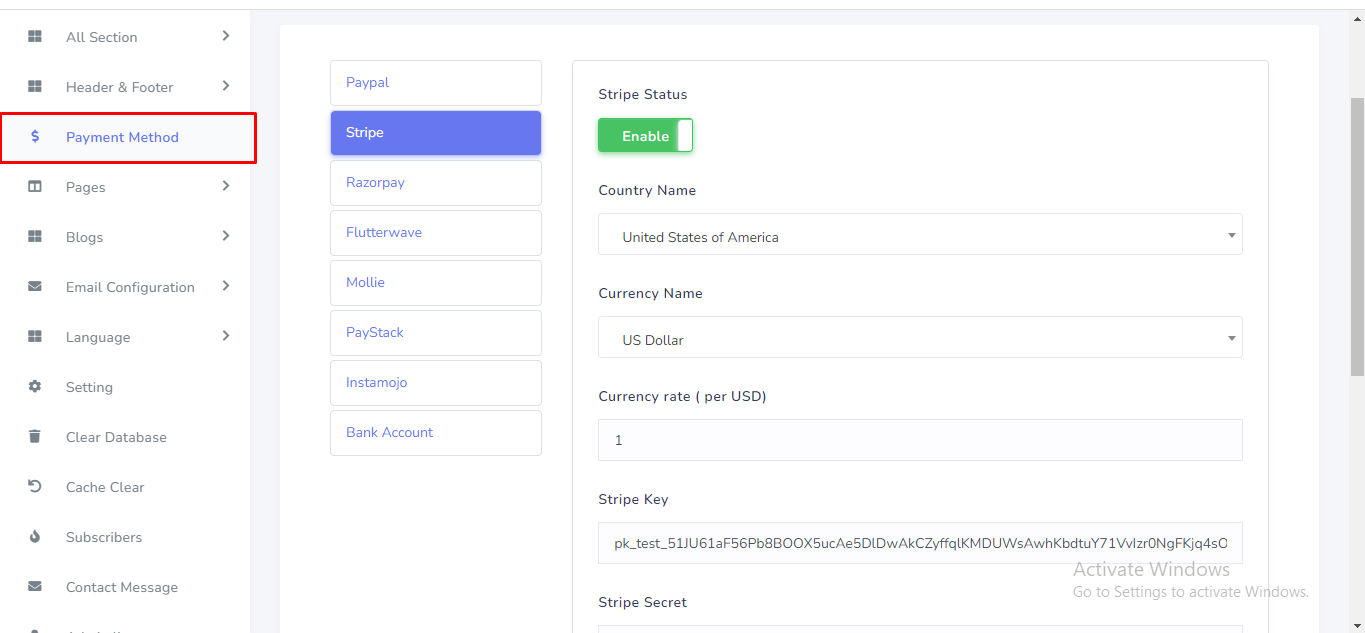 All Section
Header & Footer
Payment Method
Pages
Blogs
Email Configuration
Language
Setting
Clear Database
Cache Clear
Subscribers
Contact Message
Paypal
Stripe
Razorpay
Flutterwave
Mollie
PayStack
Instamojo
Bank Account
Stripe Status
Enable
Country Name
United States of America
Currency Name
US Dollar
Currency rate ( per USD)
1
Stripe Key
Stripe Secret
Activate Windows
Go to Settings to activate Windows.